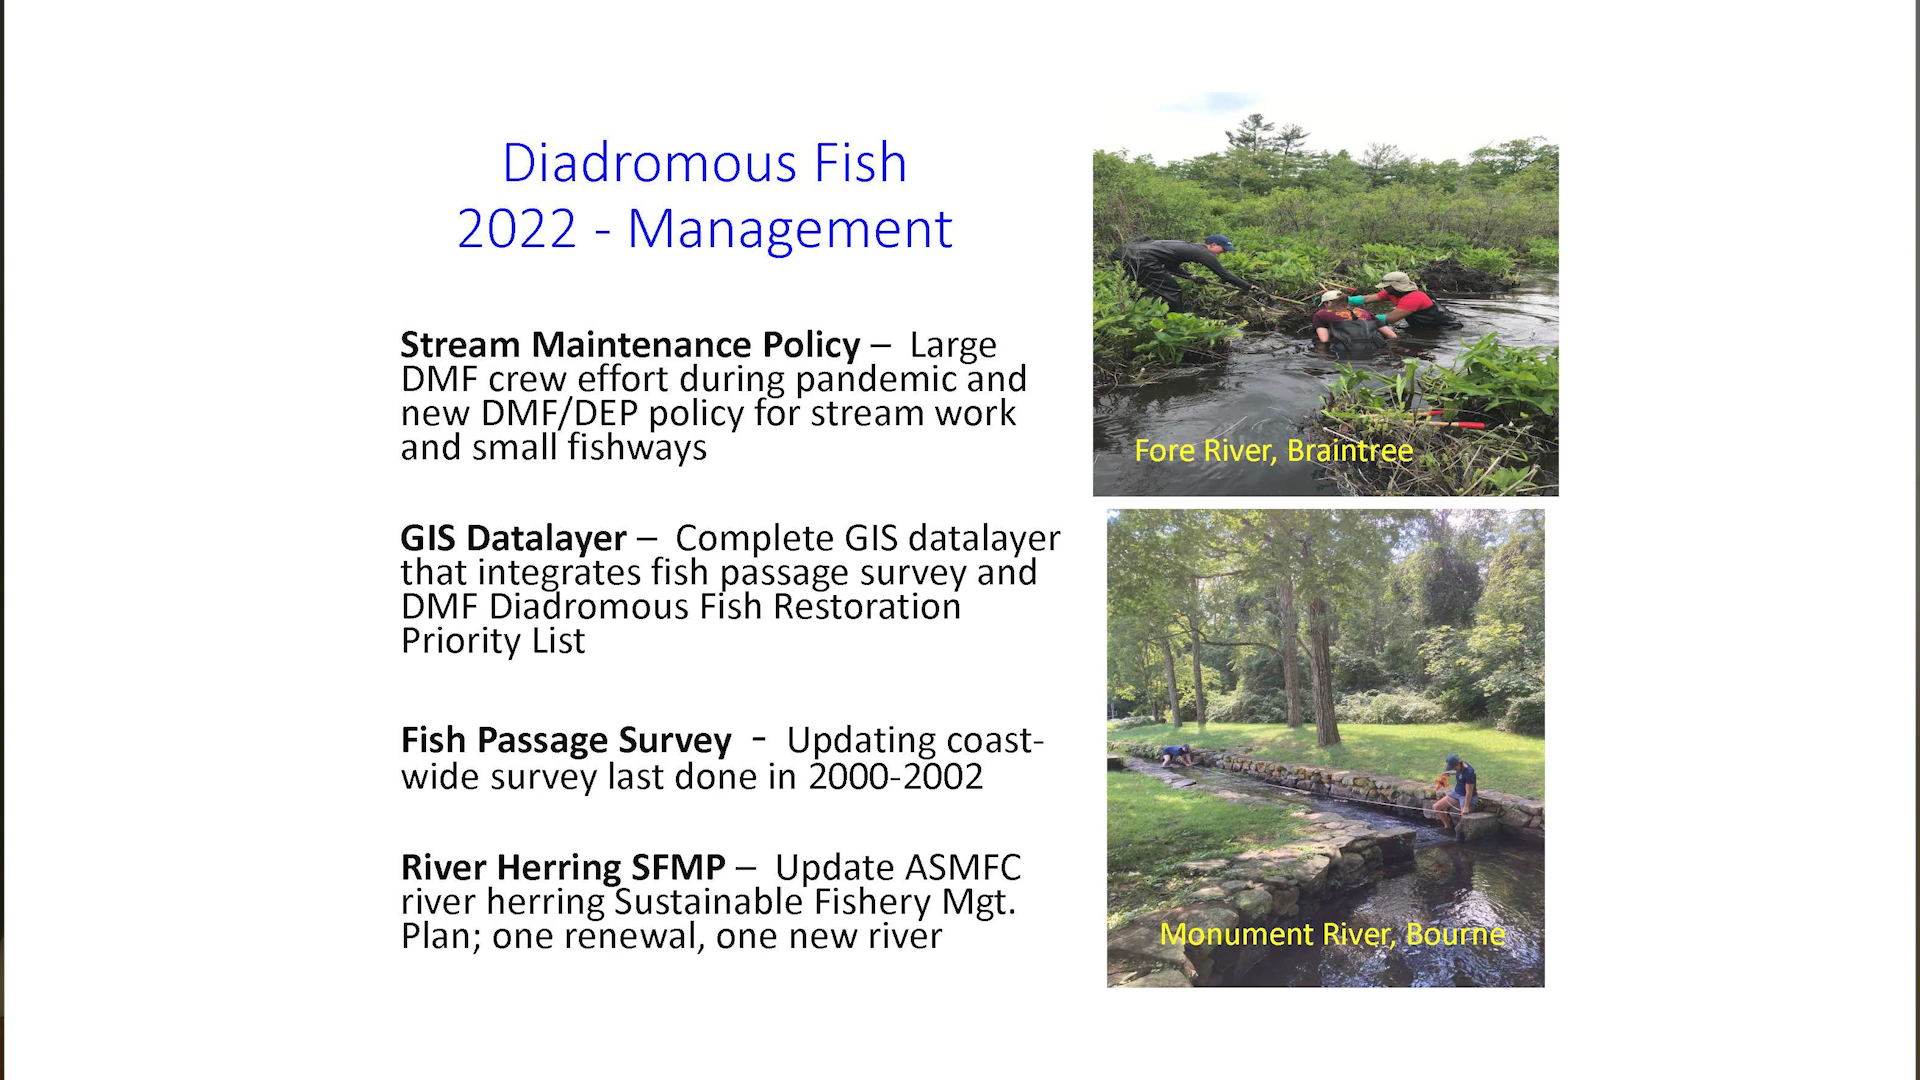 Diadromous Fish
2022 - Management
Stream Maintenance Policy – Large
DMF crew effort during pandemic and
new DMF/DEP policy for stream work
and small fishways
GIS Datalayer – Complete GIS datalayer
that integrates fish passage survey and
DMF Diadromous Fish Restoration
Priority List
Fish Passage Survey - Updating coast-
wide survey last done in 2000-2002
River Herring SFMP – Update ASMFC
river herring Sustainable Fishery Mgt.
Plan; one renewal, one new river
Fore River, Braintree
Monument River, Bourne